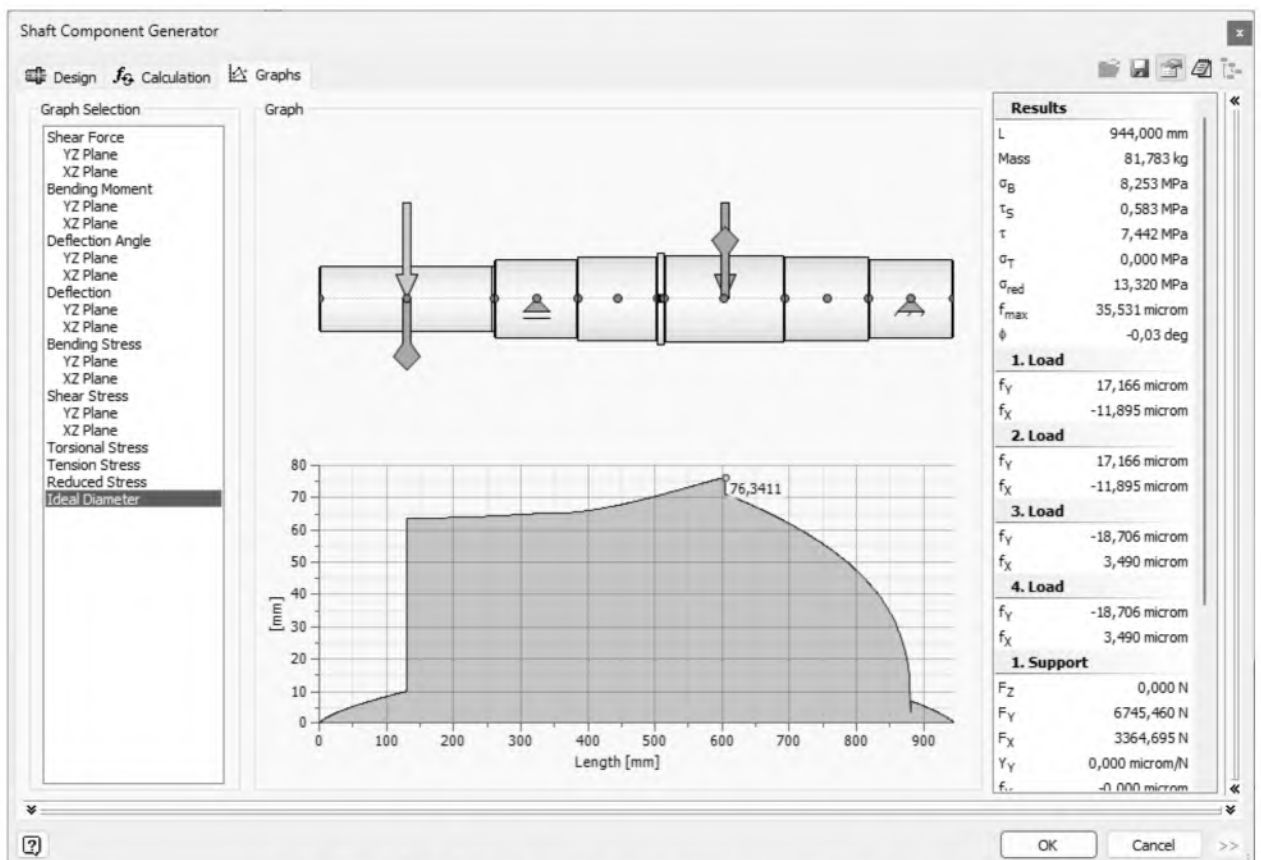 Shaft Component Generator
x
Design fG Calculation Graphs
Graph Selection
Shear Force
YZ Plane
XZ Plane
Bending Moment
YZ Plane
XZ Plane
Deflection Angle
YZ Plane
XZ Plane
Deflection
YZ Plane
XZ Plane
Bending Stress
YZ Plane
XZ Plane
Shear Stress
YZ Plane
XZ Plane
Torsional Stress
Tension Stress
Reduced Stress
Ideal Diameter
Graph
80
70
60
50
40
30
20
10
0
[mm]
76,3411
0 100 200 300 400 500 600 700 800 900
Length [mm]
Results
L 944,000 mm
Mass 81,783 kg
σB 8,253 MPa
τS 0,583 MPa
τ 7,442 MPa
σT 0,000 MPa
σred 13,320 MPa
fmax 35,531 microm
ϕ -0,03 deg
1. Load
fY 17,166 microm
fX -11,895 microm
2. Load
fY 17,166 microm
fX -11,895 microm
3. Load
fY -18,706 microm
fX 3,490 microm
4. Load
fY -18,706 microm
fX 3,490 microm
1. Support
FZ 0,000 N
FY 6745,460 N
FX 3364,695 N
YY 0,000 microm/N
fY -0,000 microm
?
OK Cancel >>